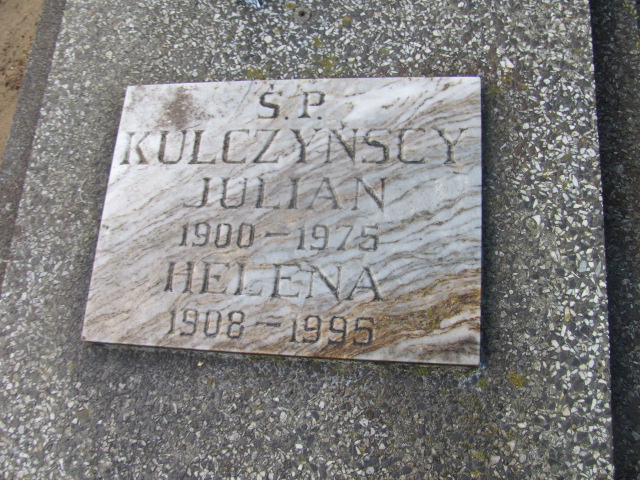 Ś.P.
KULCZYŃSCY
JULIAN
1900-1975
HELENA
1908-1995